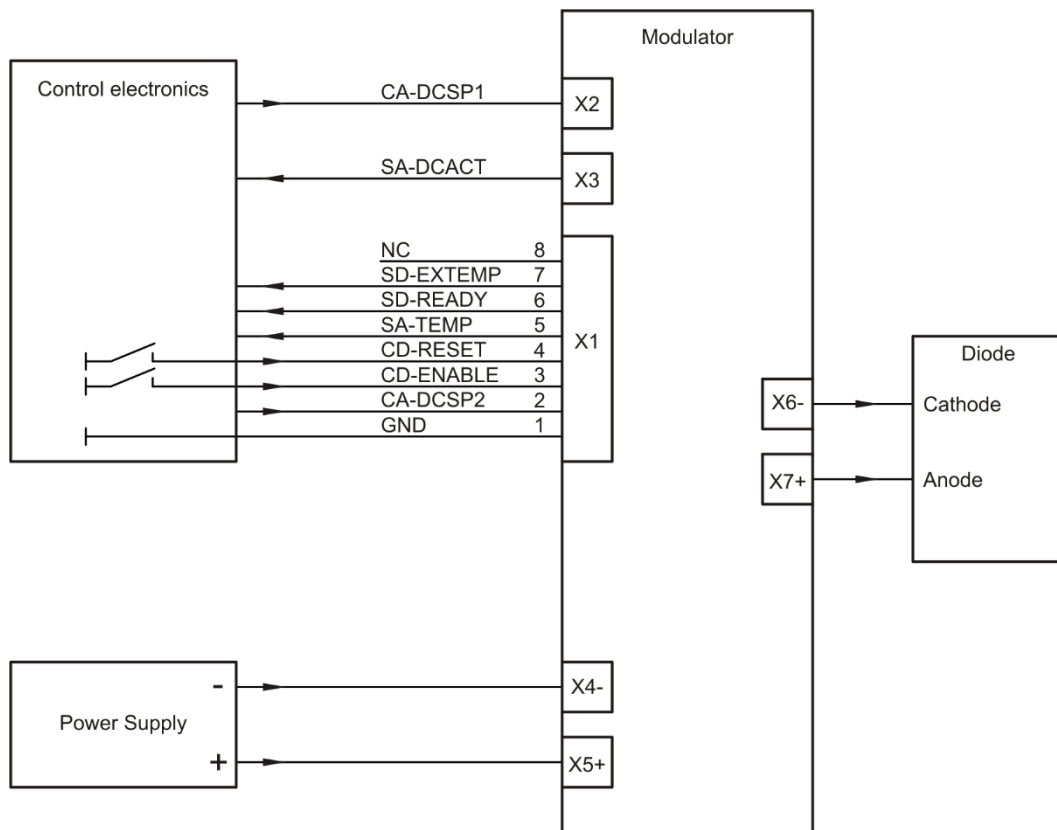 Modulator
Control electronics
CA-DCSP1
X2
SA-DCACT
X3
NC 8
SD-EXTEMP 7
SD-READY 6
SA-TEMP 5
X1
CD-RESET 4
CD-ENABLE 3
CA-DCSP2 2
GND 1
Diode
X6-
Cathode
X7+
Anode
-
X4-
Power Supply
+
X5+